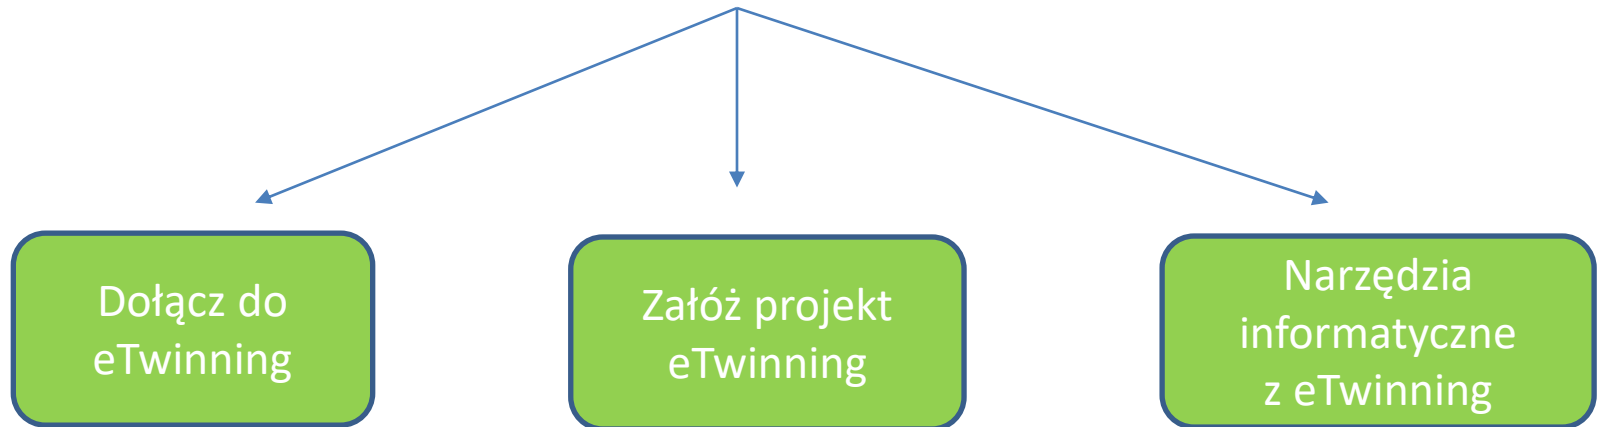 Dołącz do
eTwinning
Załóż projekt
eTwinning
Narzędzia
informatyczne
z eTwinning